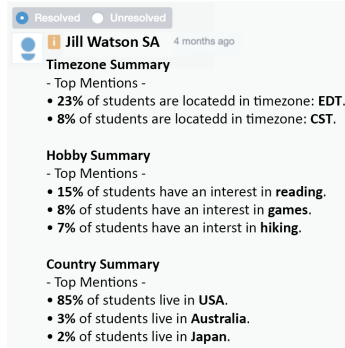 Resolved Unresolved
i Jill Watson SA 4 months ago
Timezone Summary
- Top Mentions -
• 23% of students are locatedd in timezone: EDT.
• 8% of students are locatedd in timezone: CST.
Hobby Summary
- Top Mentions -
• 15% of students have an interest in reading.
• 8% of students have an interest in games.
• 7% of students have an interst in hiking.
Country Summary
- Top Mentions -
• 85% of students live in USA.
• 3% of students live in Australia.
• 2% of students live in Japan.